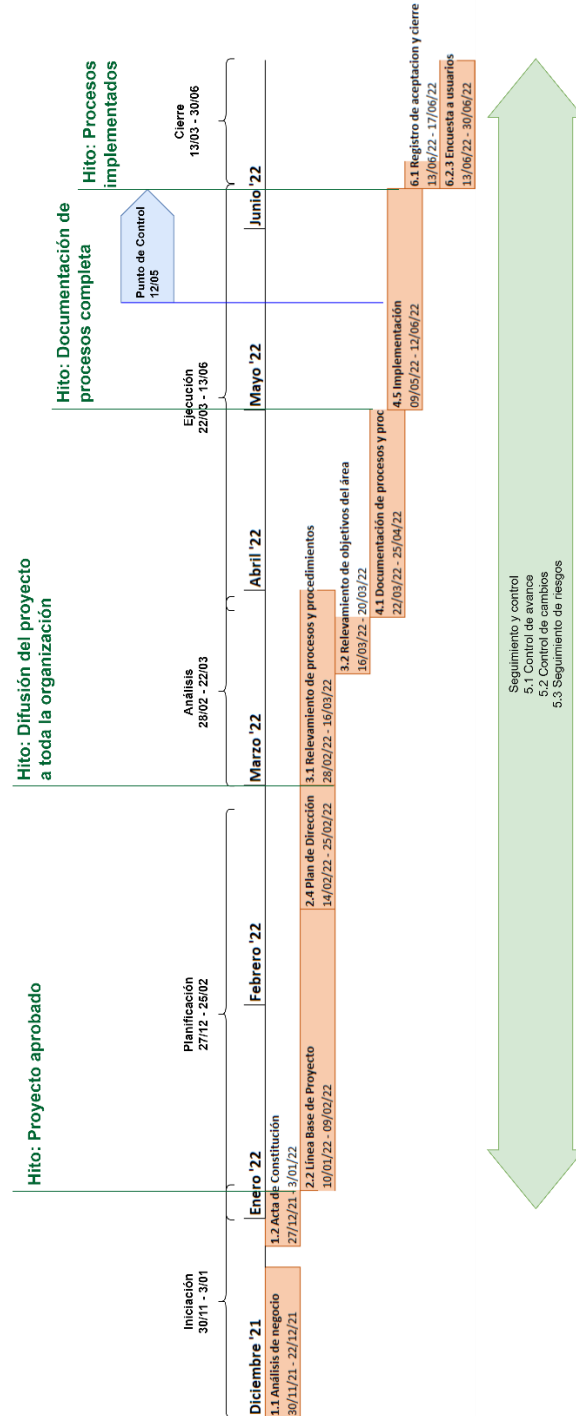 Hito: Proyecto aprobado
Hito: Difusión del proyecto
a toda la organización
Hito: Documentación de
procesos completa
Hito: Procesos
implementados
Punto de Control
12/05
Iniciación
30/11 - 3/01
Planificación
27/12 - 25/02
Análisis
28/02 - 22/03
Ejecución
22/03 - 13/06
Cierre
13/03 - 30/06
Diciembre '21
Enero '22
Febrero '22
Marzo '22
Abril '22
Mayo '22
Junio '22
1.1 Análisis de negocio
30/11/21 - 22/12/21
1.2 Acta de Constitución
27/12/21 - 3/01/22
2.2 Línea Base de Proyecto
10/01/22 - 09/02/22
2.4 Plan de Dirección
14/02/22 - 25/02/22
3.1 Relevamiento de procesos y procedimientos
28/02/22 - 16/03/22
3.2 Relevamiento de objetivos del área
16/03/22 - 20/03/22
4.1 Documentación de procesos y proc
22/03/22 - 25/04/22
4.5 Implementación
09/05/22 - 12/06/22
6.1 Registro de aceptacion y cierre
13/06/22 - 17/06/22
6.2.3 Encuesta a usuarios
13/06/22 - 30/06/22
Seguimiento y control
5.1 Control de avance
5.2 Control de cambios
5.3 Seguimiento de riesgos